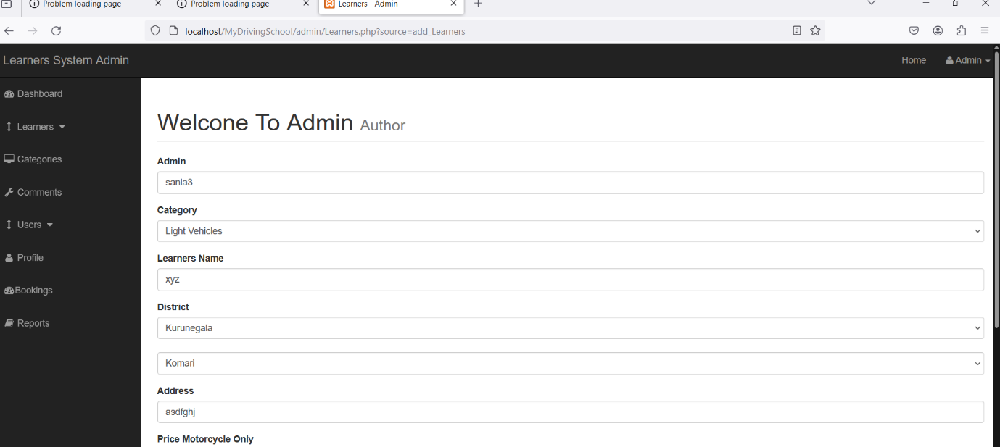 Problem loading page
Problem loading page
Learners - Admin
localhost/MyDrivingSchool/admin/Learners.php?source=add_Learners
Learners System Admin
Home
Admin
Dashboard
Learners
Categories
Comments
Users
Profile
Bookings
Reports
Welcone To Admin Author
Admin
sania3
Category
Light Vehicles
Learners Name
xyz
District
Kurunegala
Komari
Address
asdfghj
Price Motorcycle Only